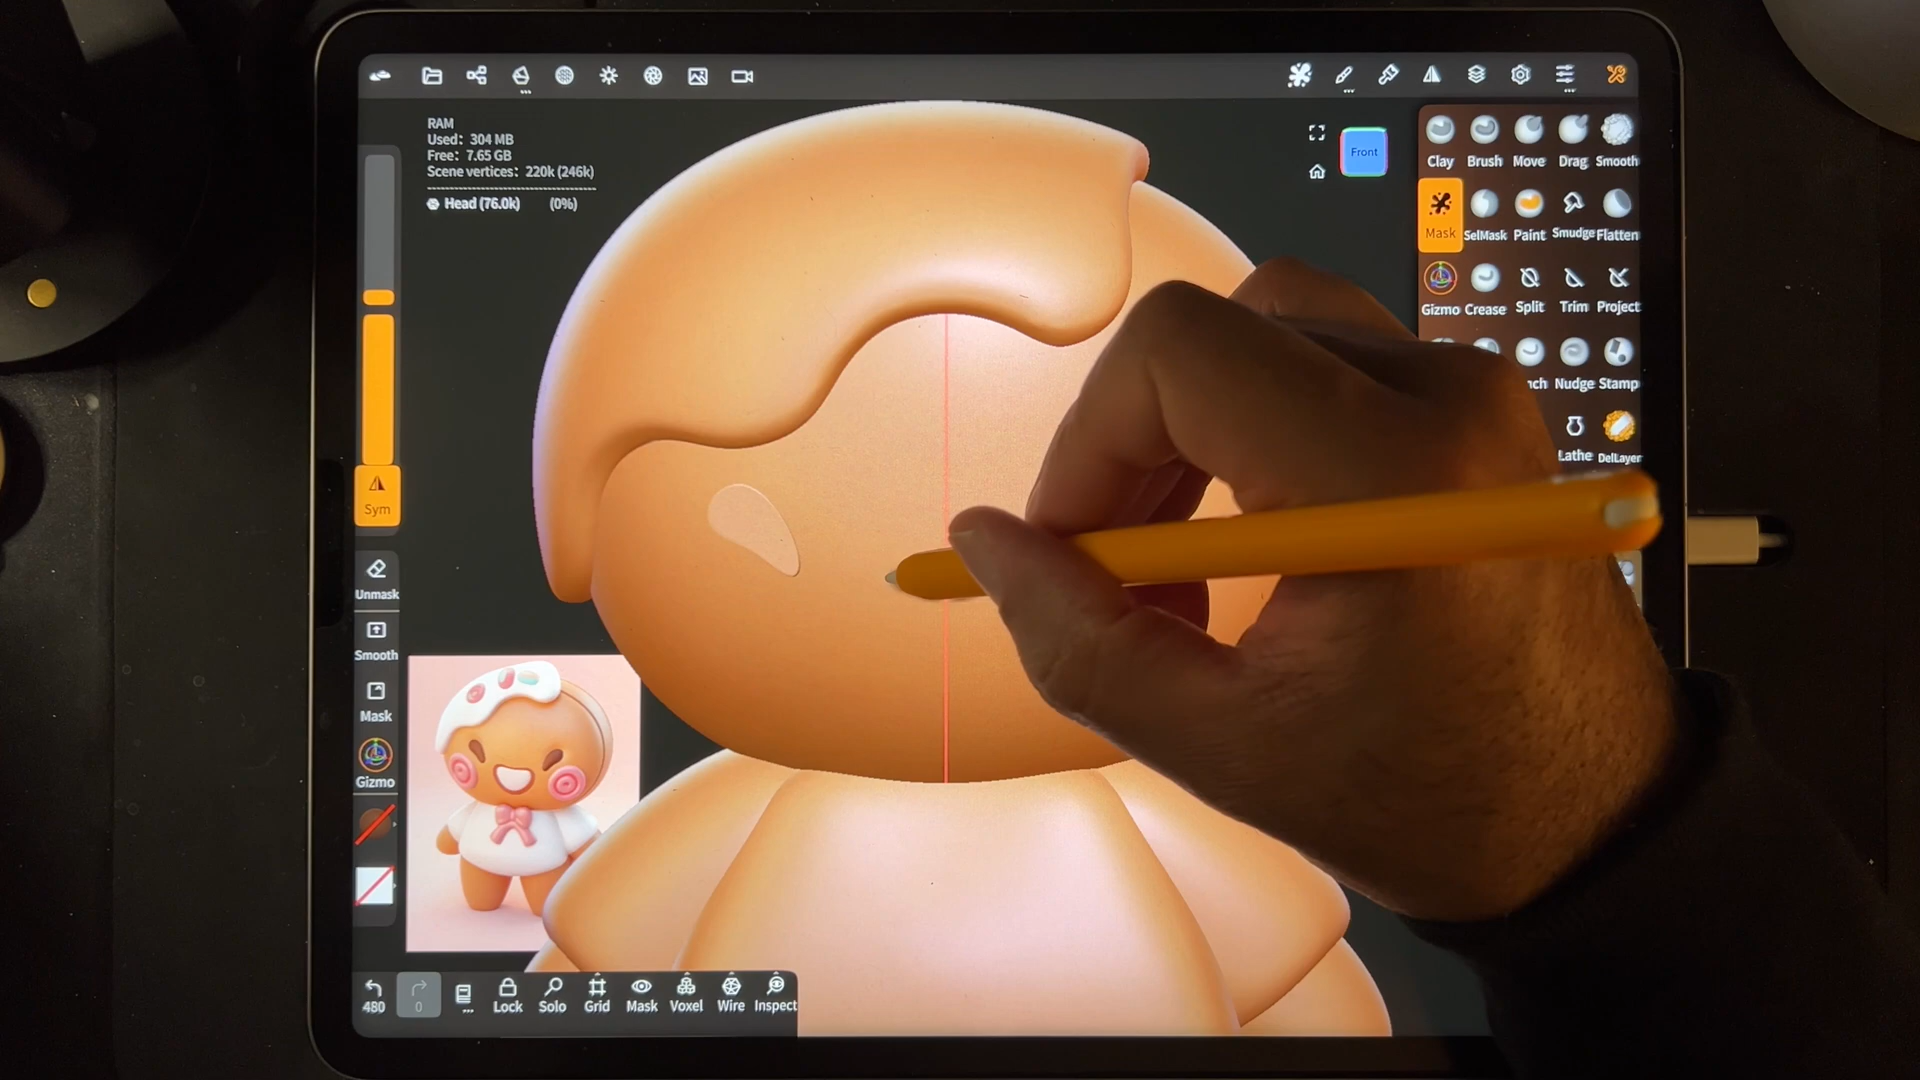 RAM
Used: 304 MB
Free: 7.65 GB
Scene vertices: 220k (246k)
Head (76.0k) (0%)
Front
Clay Brush Move Drag Smooth
Mask SelMask Paint Smudge Flatten
Gizmo Crease Split Trim Project
Nudge Stamp
Lathe DelLayer
Sym
Unmask
Smooth
Mask
Gizmo
480 0 Lock Solo Grid Mask Voxel Wire Inspect